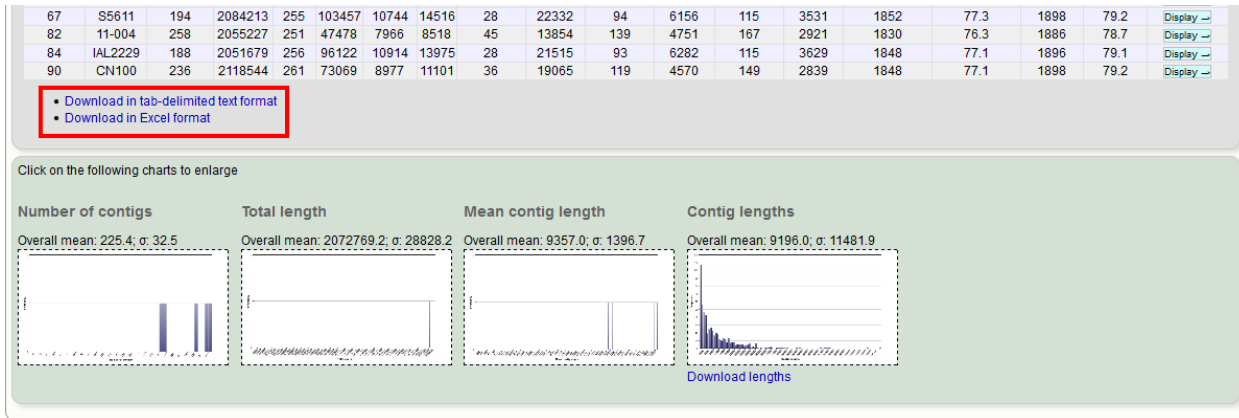 67 S5611 194 2084213 255 103457 10744 14516 28 22332 94 6156 115 3531 1852 77.3 1898 79.2 Display
82 11-004 258 2055227 251 47478 7966 8518 45 13854 139 4751 167 2921 1830 76.3 1886 78.7 Display
84 IAL2229 188 2051679 256 96122 10914 13975 28 21515 93 6282 115 3629 1848 77.1 1896 79.1 Display
90 CN100 236 2118544 261 73069 8977 11101 36 19065 119 4570 149 2839 1848 77.1 1898 79.2 Display
• Download in tab-delimited text format
• Download in Excel format
Click on the following charts to enlarge
Number of contigs Total length Mean contig length Contig lengths
Overall mean: 225.4; σ: 32.5 Overall mean: 2072769.2; σ: 28828.2 Overall mean: 9357.0; σ: 1396.7 Overall mean: 9196.0; σ: 11481.9
Download lengths